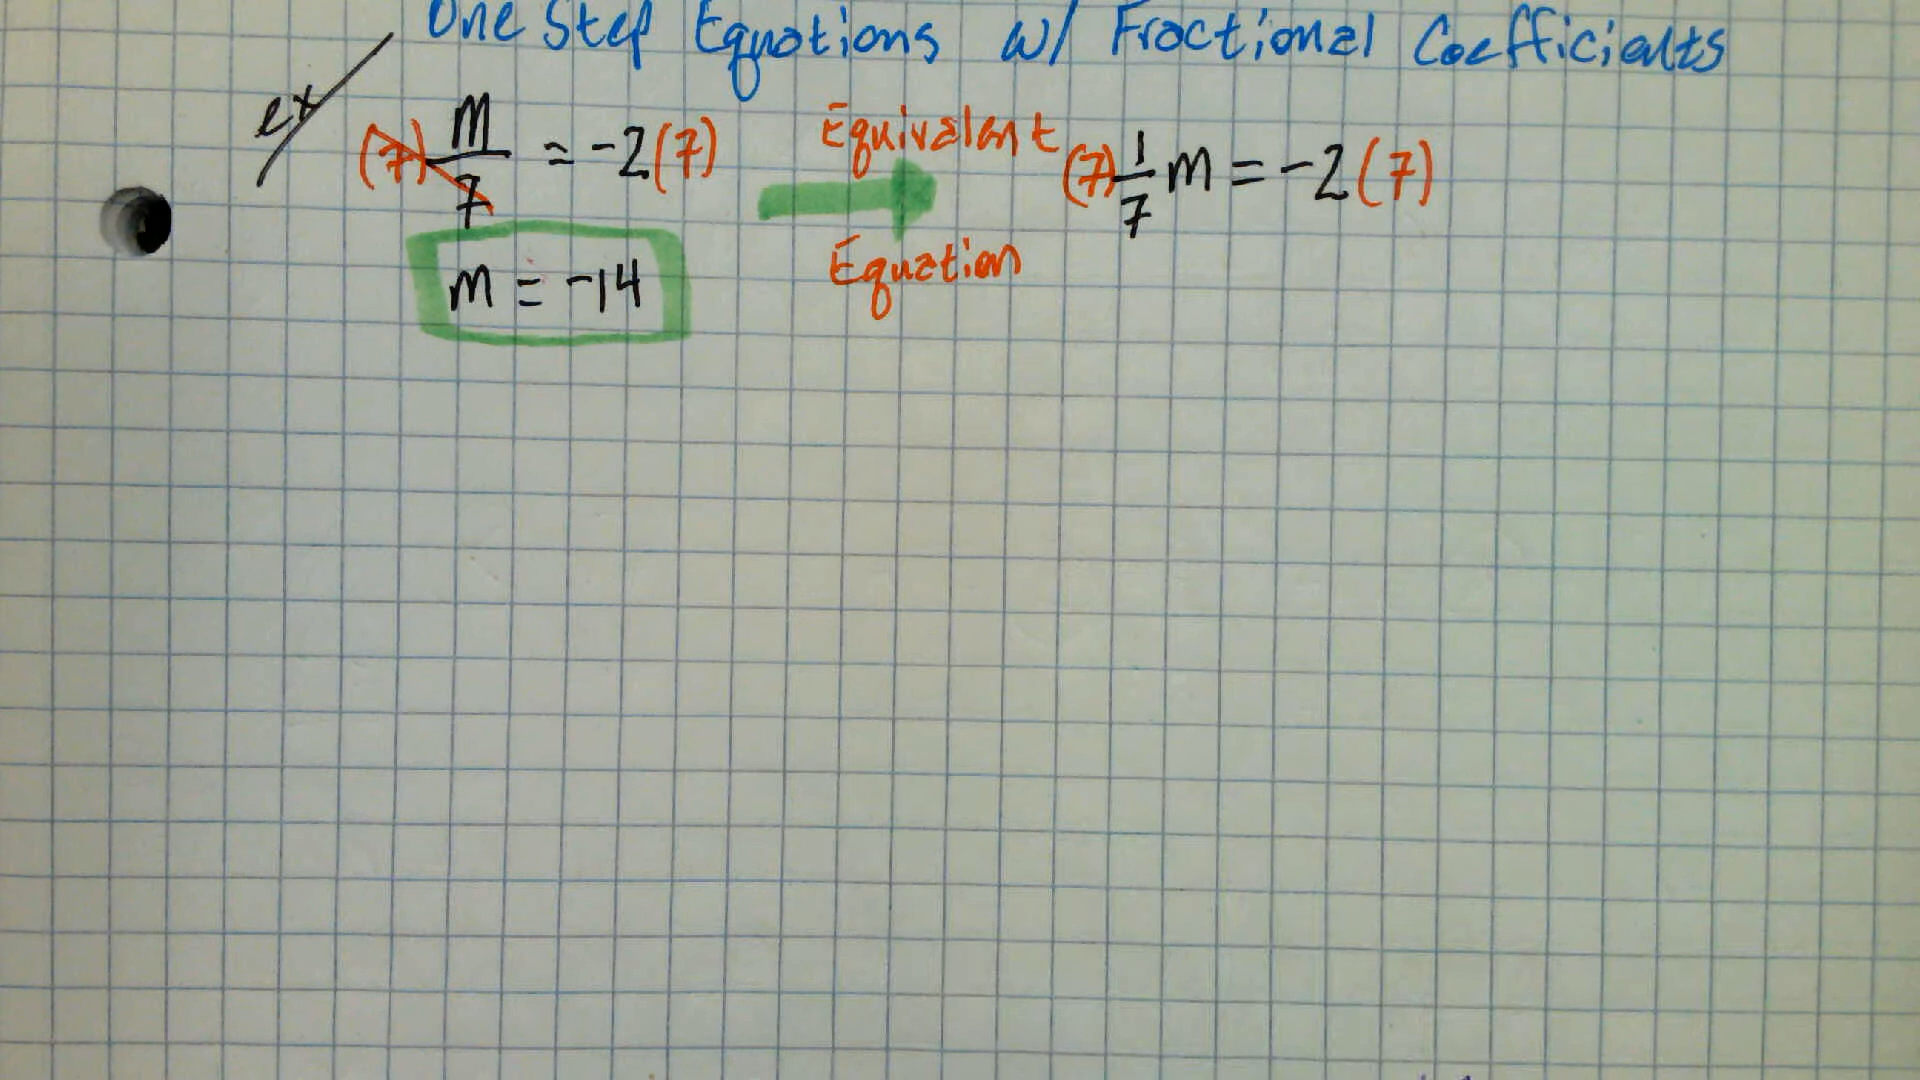 One Step Equations w/ Fractional Coefficients
ex
(7) m/7 = -2(7)
Equivalent
Equation
(7) 1/7 m = -2(7)
m = -14